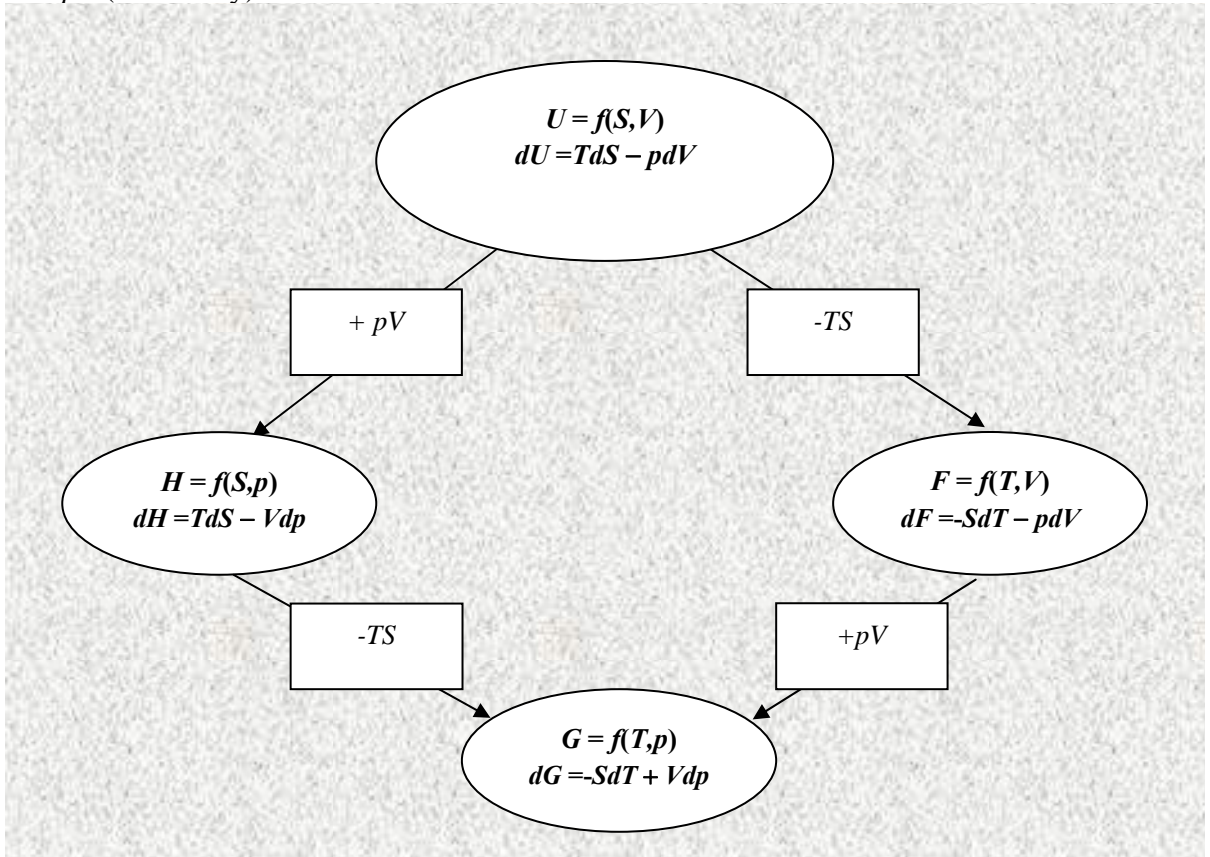 U = f(S,V)
dU =TdS – pdV
+ pV
-TS
H = f(S,p)
dH =TdS – Vdp
F = f(T,V)
dF =-SdT – pdV
-TS
+pV
G = f(T,p)
dG =-SdT + Vdp